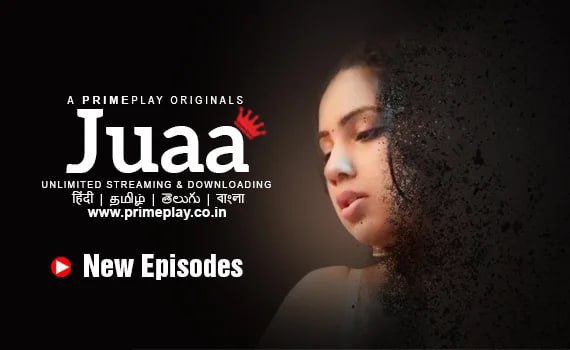 A PRIMEPLAY ORIGINALS
Juaa
UNLIMITED STREAMING & DOWNLOADING
हिंदी | தமிழ் | తెలుగు | বাংলা
www.primeplay.co.in
New Episodes